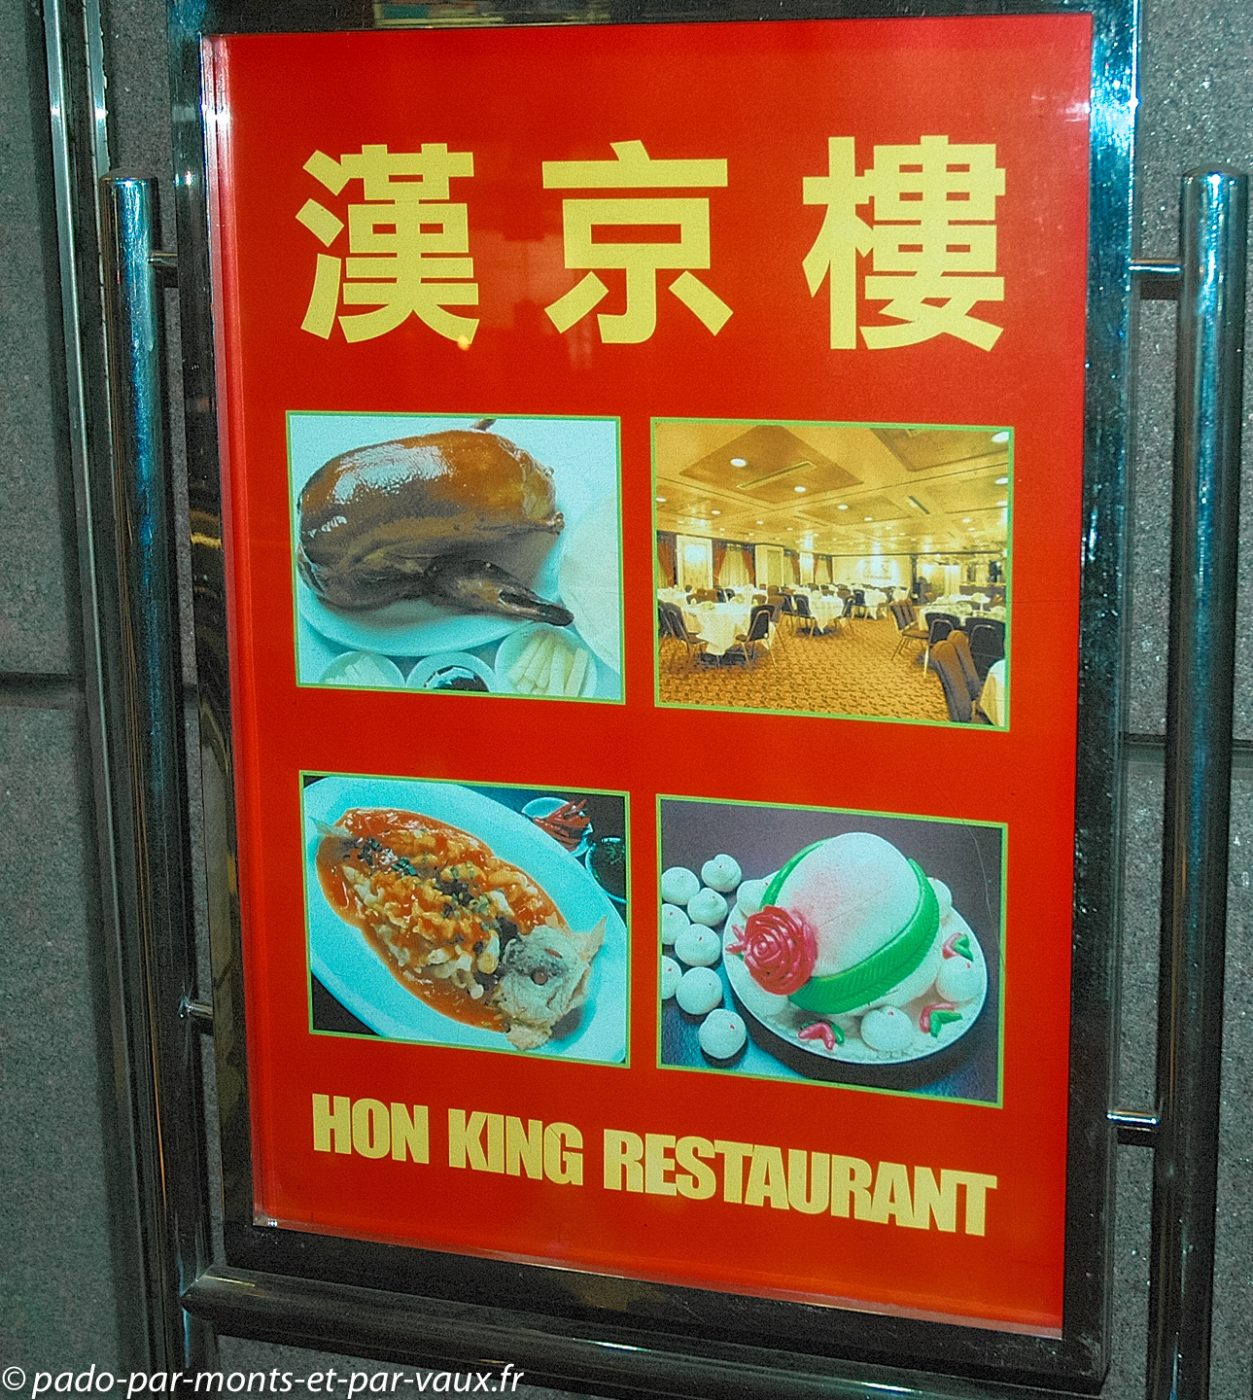 漢京樓
HON KING RESTAURANT
© pado-par-monts-et-par-vaux.fr